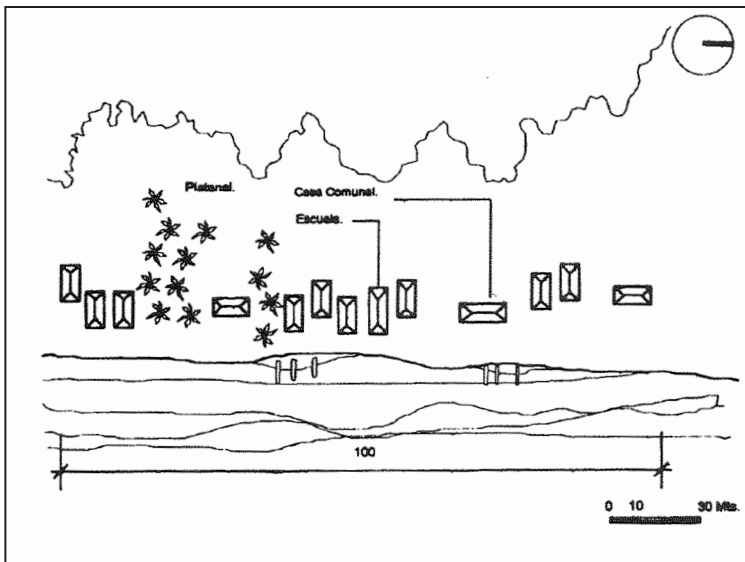 Platanal.
Casa Comunal.
Escuela.
100
0 10 30 Mts.